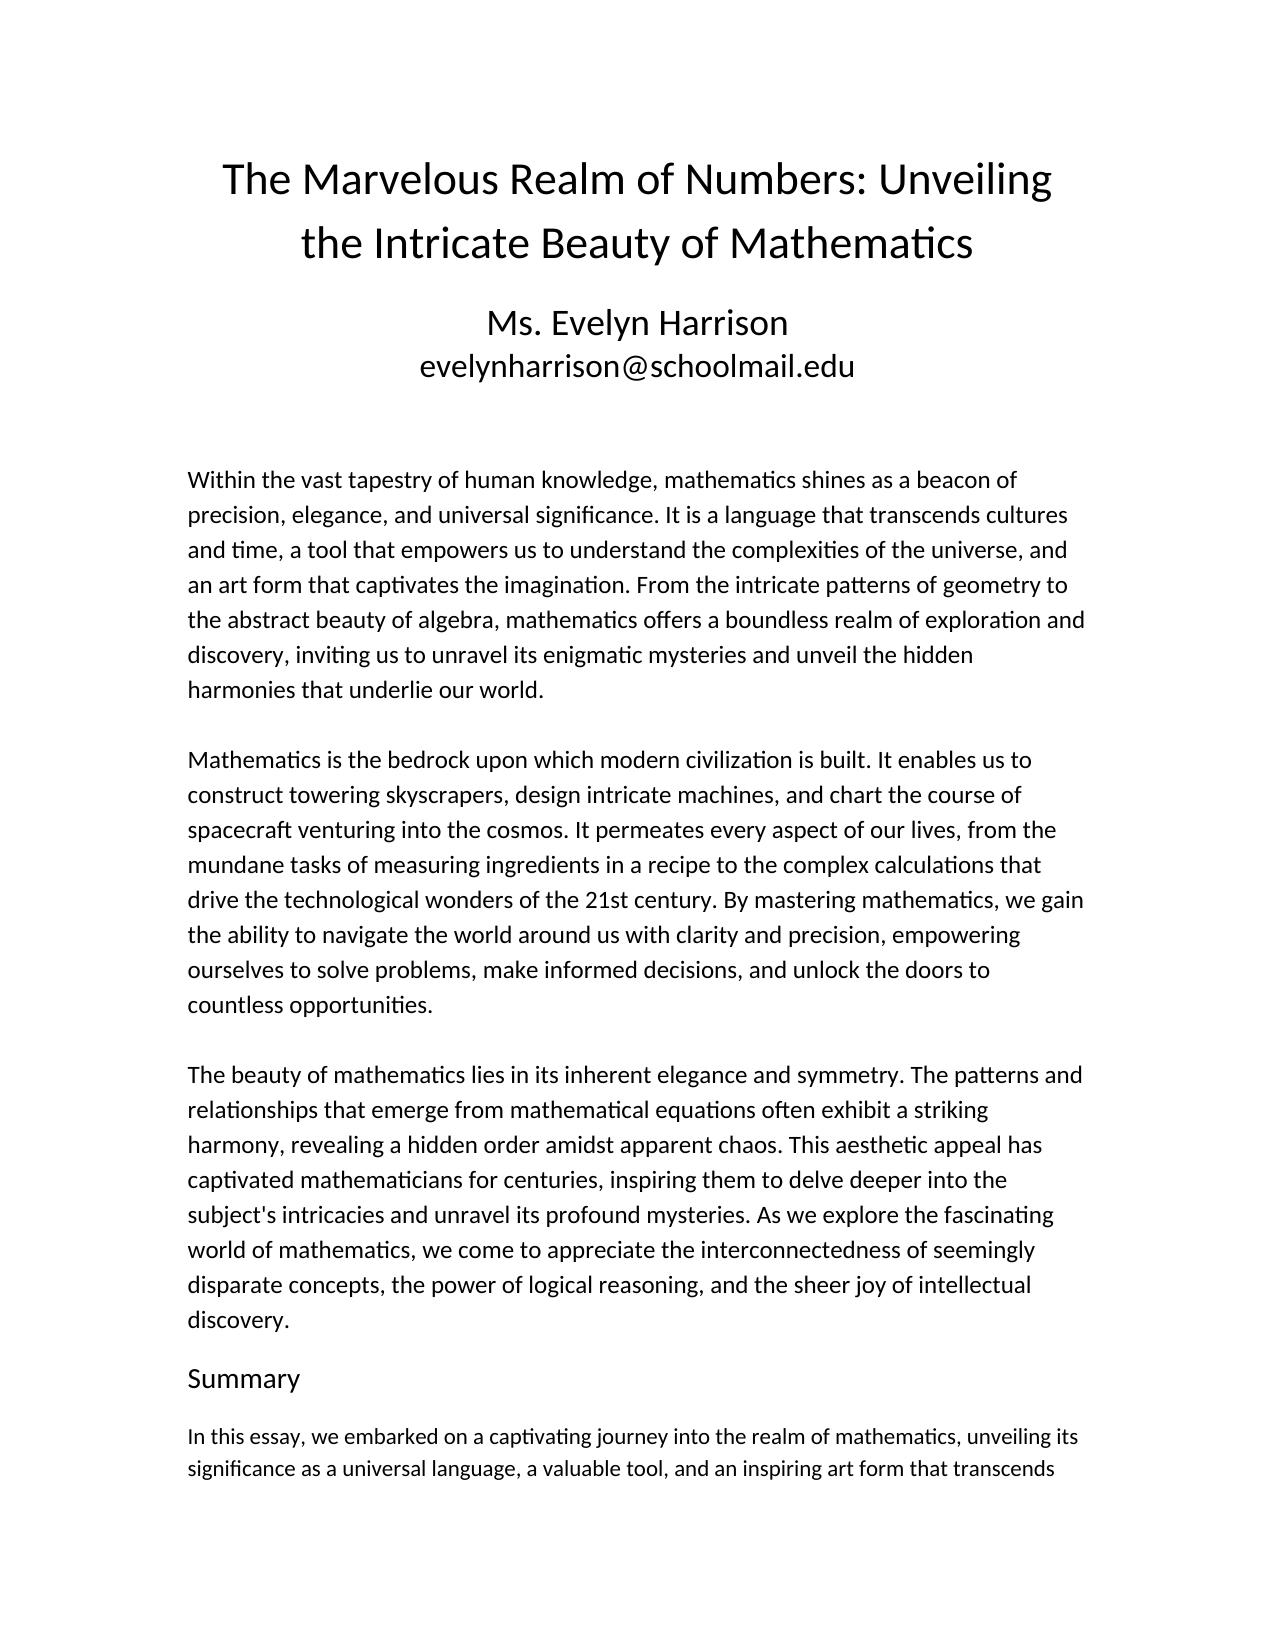 The Marvelous Realm of Numbers: Unveiling
the Intricate Beauty of Mathematics
Ms. Evelyn Harrison
evelynharrison@schoolmail.edu
Within the vast tapestry of human knowledge, mathematics shines as a beacon of
precision, elegance, and universal significance. It is a language that transcends cultures
and time, a tool that empowers us to understand the complexities of the universe, and
an art form that captivates the imagination. From the intricate patterns of geometry to
the abstract beauty of algebra, mathematics offers a boundless realm of exploration and
discovery, inviting us to unravel its enigmatic mysteries and unveil the hidden
harmonies that underlie our world.
Mathematics is the bedrock upon which modern civilization is built. It enables us to
construct towering skyscrapers, design intricate machines, and chart the course of
spacecraft venturing into the cosmos. It permeates every aspect of our lives, from the
mundane tasks of measuring ingredients in a recipe to the complex calculations that
drive the technological wonders of the 21st century. By mastering mathematics, we gain
the ability to navigate the world around us with clarity and precision, empowering
ourselves to solve problems, make informed decisions, and unlock the doors to
countless opportunities.
The beauty of mathematics lies in its inherent elegance and symmetry. The patterns and
relationships that emerge from mathematical equations often exhibit a striking
harmony, revealing a hidden order amidst apparent chaos. This aesthetic appeal has
captivated mathematicians for centuries, inspiring them to delve deeper into the
subject's intricacies and unravel its profound mysteries. As we explore the fascinating
world of mathematics, we come to appreciate the interconnectedness of seemingly
disparate concepts, the power of logical reasoning, and the sheer joy of intellectual
discovery.
Summary
In this essay, we embarked on a captivating journey into the realm of mathematics, unveiling its
significance as a universal language, a valuable tool, and an inspiring art form that transcends